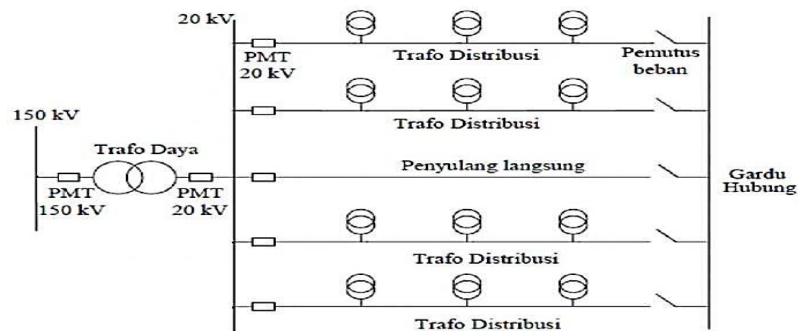 20 kV
PMT
20 kV
Trafo Distribusi
Pemutus
beban
150 kV
Trafo Distribusi
Trafo Daya
PMT
150 kV
PMT
20 kV
Penyulang langsung
Gardu
Hubung
Trafo Distribusi
Trafo Distribusi